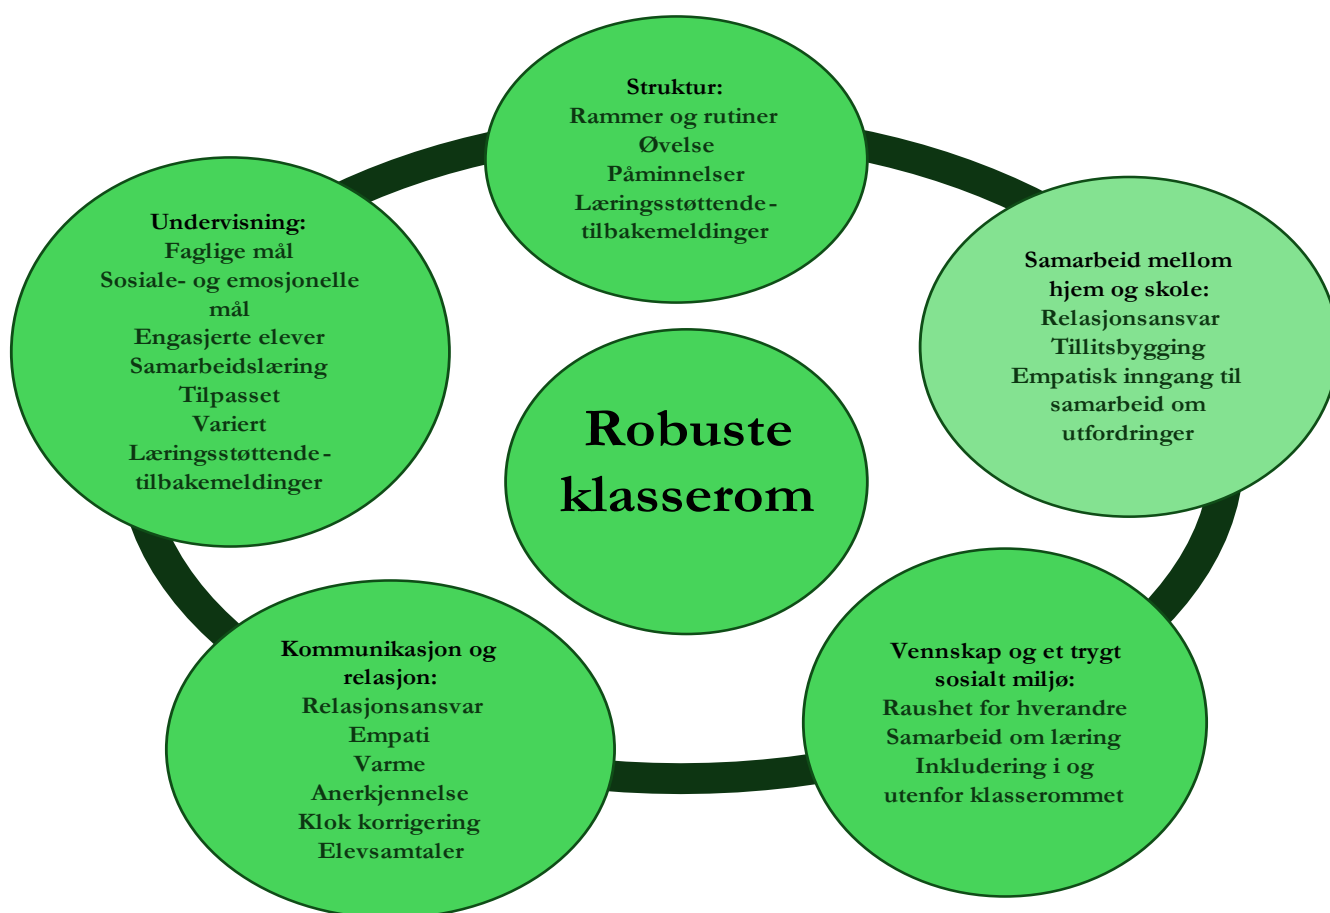 Struktur:
Rammer og rutiner
Øvelse
Påminnelser
Læringsstøttende-
tilbakemeldinger
Undervisning:
Faglige mål
Sosiale- og emosjonelle
mål
Engasjerte elever
Samarbeidslæring
Tilpasset
Variert
Læringsstøttende-
tilbakemeldinger
Samarbeid mellom
hjem og skole:
Relasjonsansvar
Tillitsbygging
Empatisk inngang til
samarbeid om
utfordringer
Robuste
klasserom
Kommunikasjon og
relasjon:
Relasjonsansvar
Empati
Varme
Anerkjennelse
Klok korrigering
Elevsamtaler
Vennskap og et trygt
sosialt miljø:
Raushet for hverandre
Samarbeid om læring
Inkludering i og
utenfor klasserommet